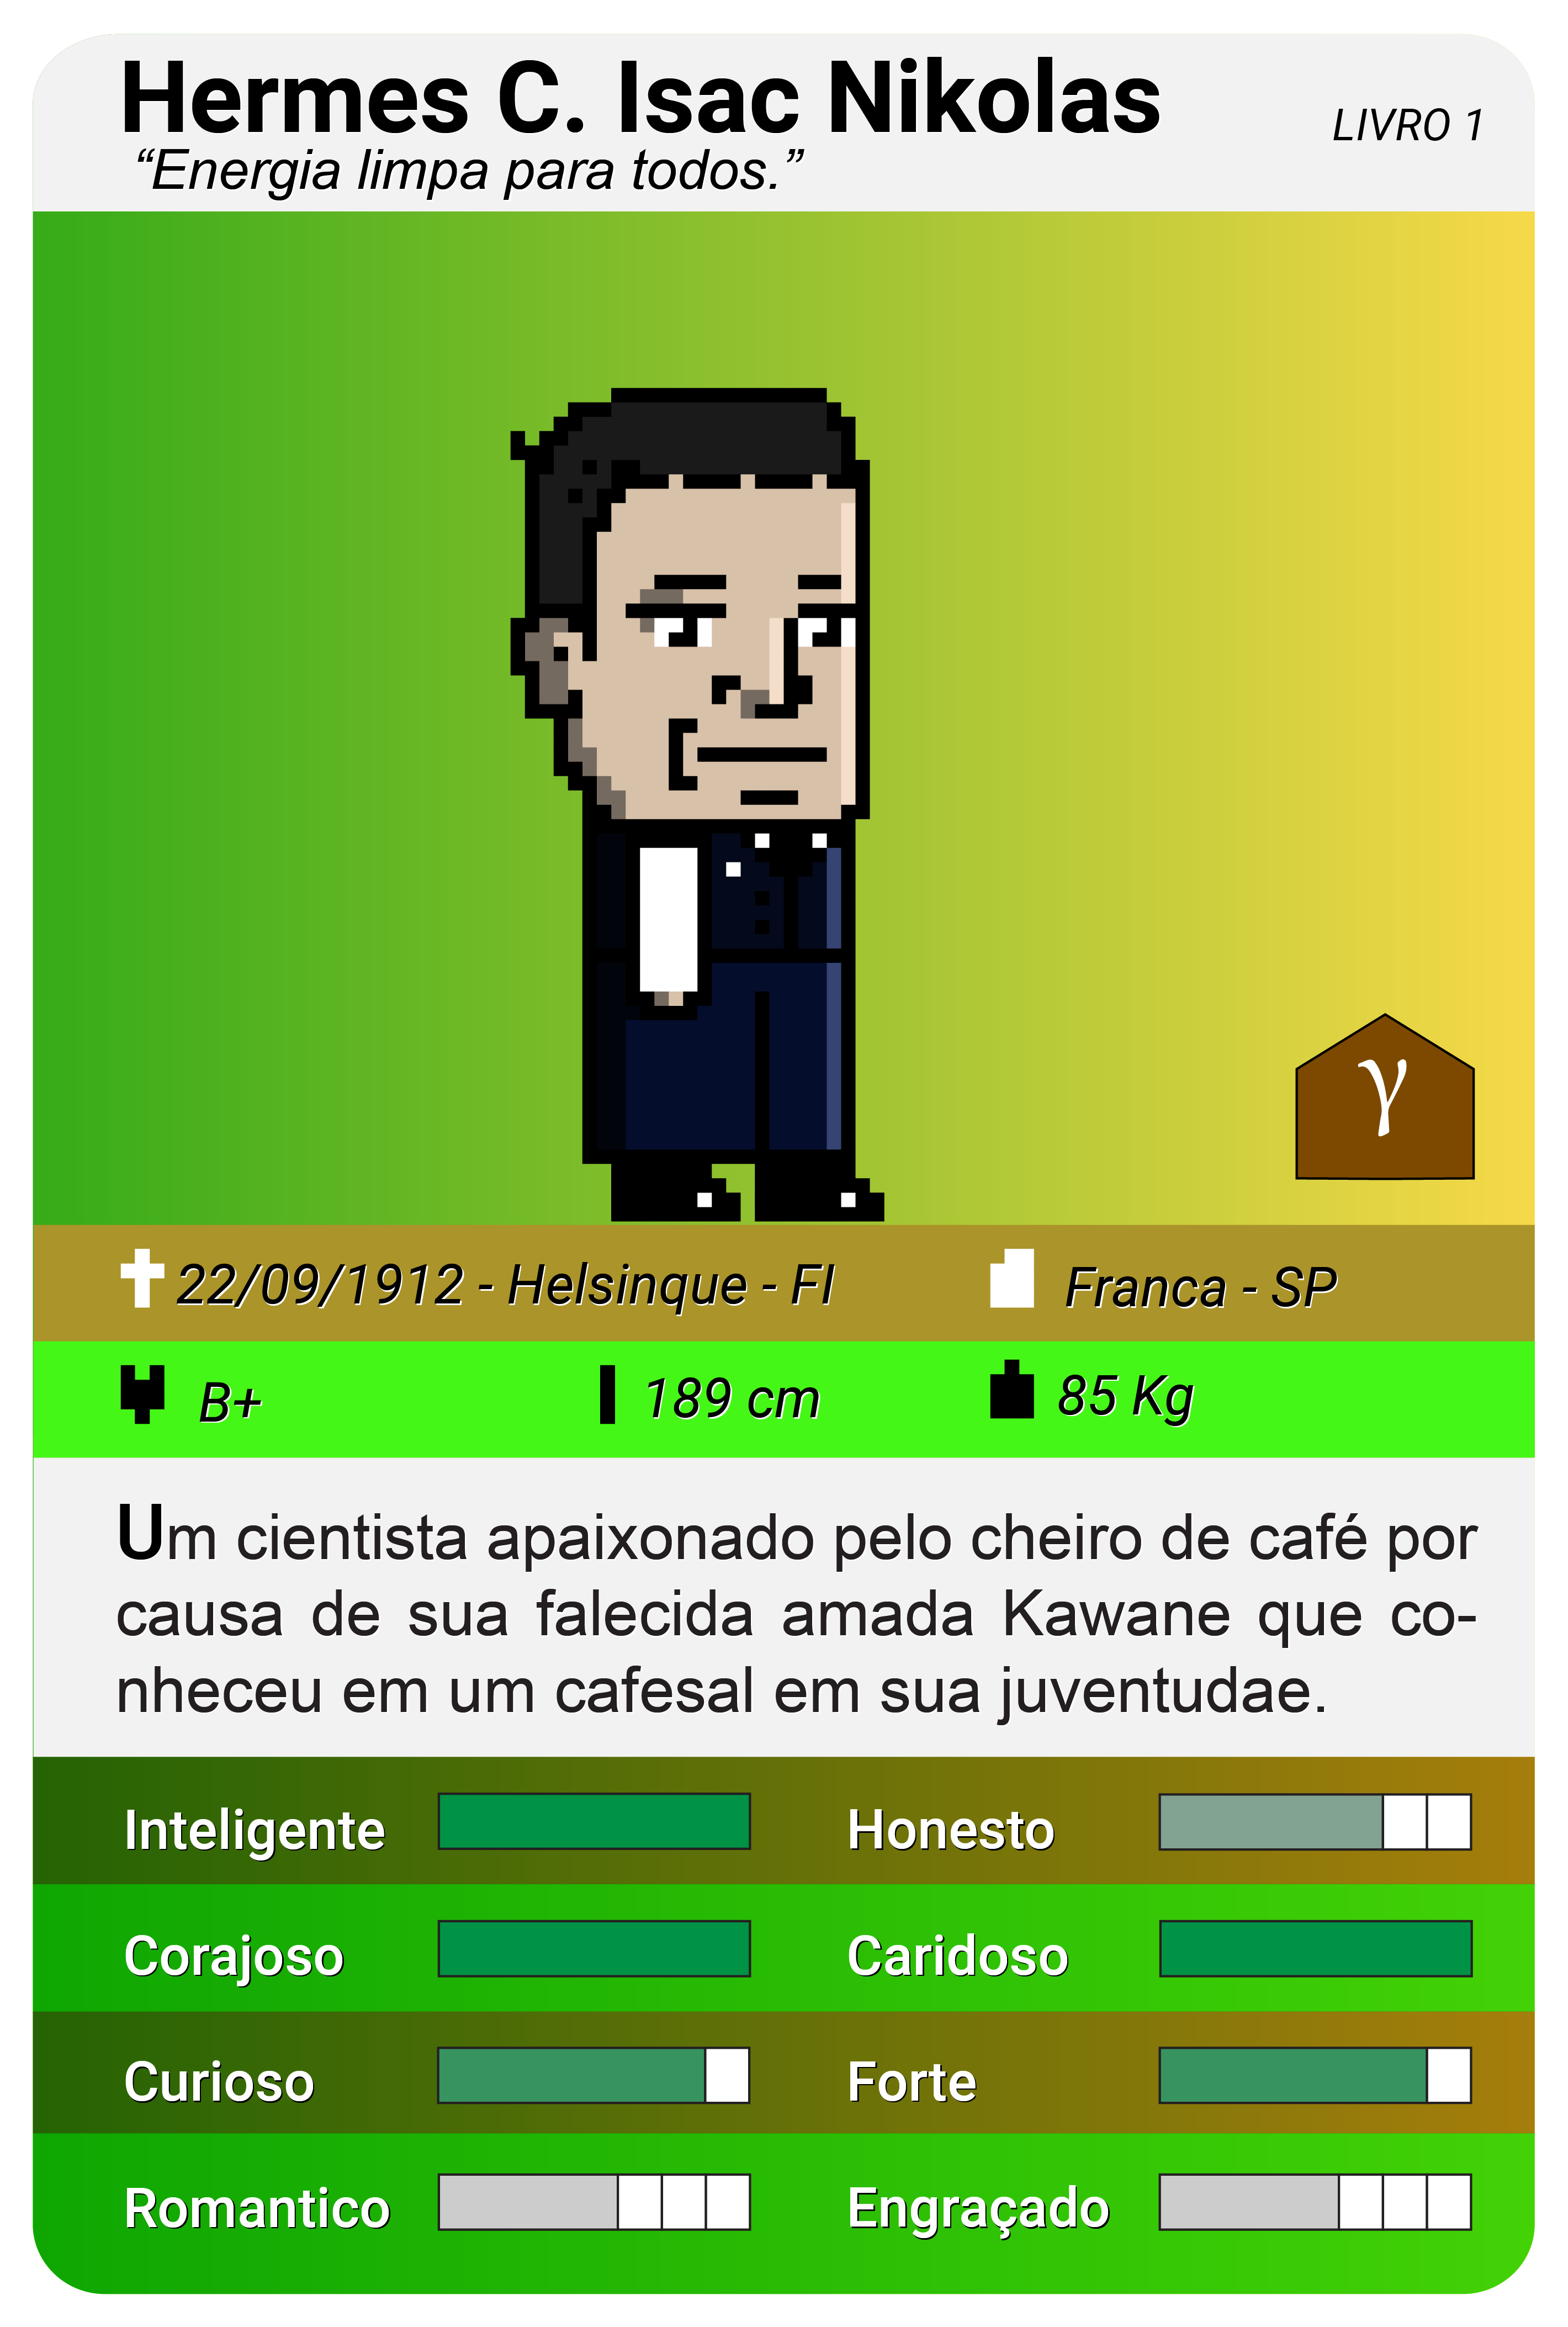 Hermes C. Isac Nikolas
LIVRO 1
“Energia limpa para todos.”
γ
22/09/1912 - Helsinque - FI
Franca - SP
B+
189 cm
85 Kg
Um cientista apaixonado pelo cheiro de café por
causa de sua falecida amada Kawane que co-
nheceu em um cafesal em sua juventudae.
Inteligente
Honesto
Corajoso
Caridoso
Curioso
Forte
Romantico
Engraçado